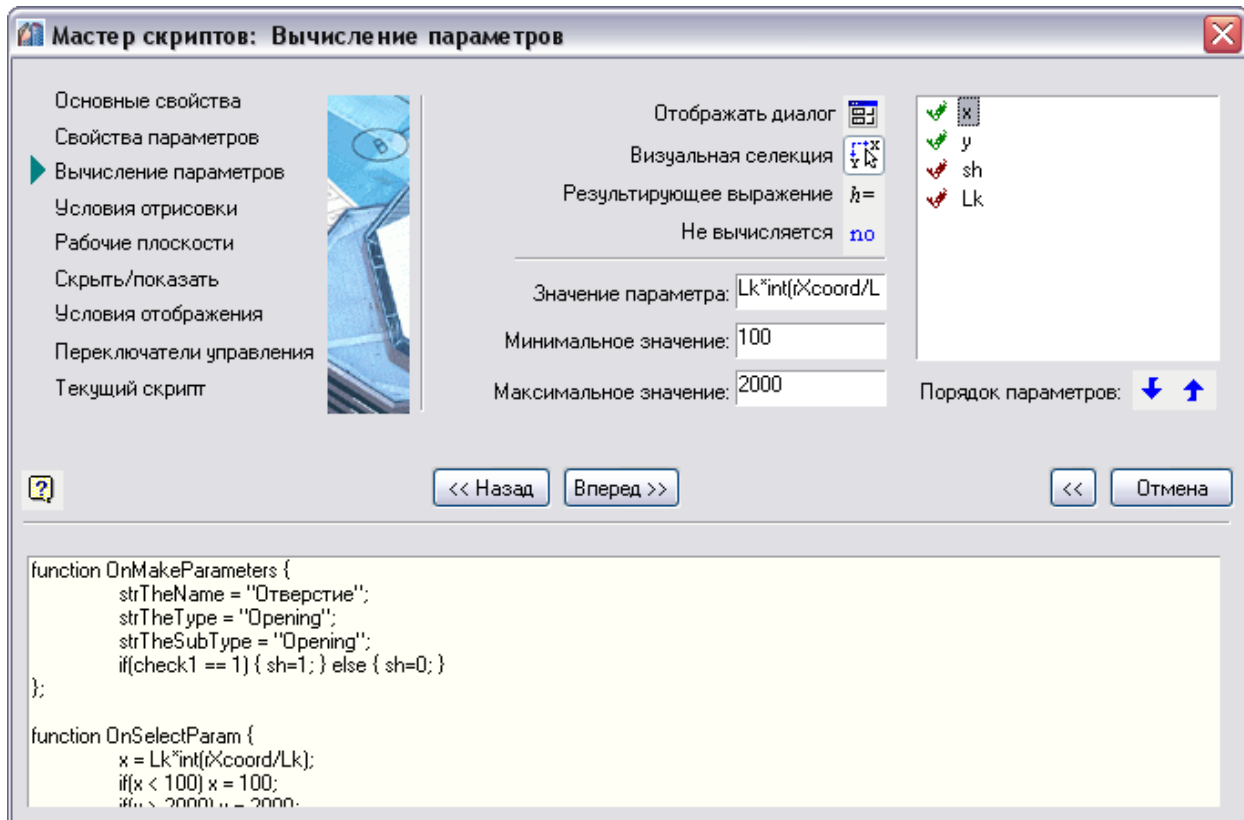 Мастер скриптов: Вычисление параметров
Основные свойства
Свойства параметров
Вычисление параметров
Условия отрисовки
Рабочие плоскости
Скрыть/показать
Условия отображения
Переключатели управления
Текущий скрипт
Отображать диалог
Визуальная селекция
Результирующее выражение h=
Не вычисляется no
Значение параметра: Lk*int(rXcoord/L
Минимальное значение: 100
Максимальное значение: 2000
x
y
sh
Lk
Порядок параметров:
<< Назад
Вперед >>
<<
Отмена
function OnMakeParameters {
strTheName = "Отверстие";
strTheType = "Opening";
strTheSubType = "Opening";
if(check1 == 1) { sh=1; } else { sh=0; }
};
function OnSelectParam {
x = Lk*int(rXcoord/Lk);
if(x < 100) x = 100;